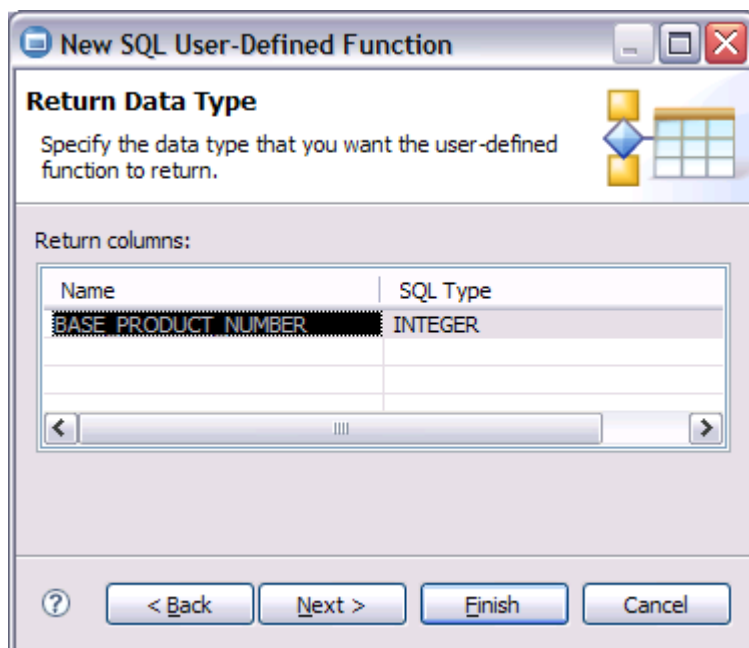 New SQL User-Defined Function
Return Data Type
Specify the data type that you want the user-defined
function to return.
Return columns:
Name SQL Type
BASE_PRODUCT_NUMBER INTEGER
? < Back Next > Finish Cancel